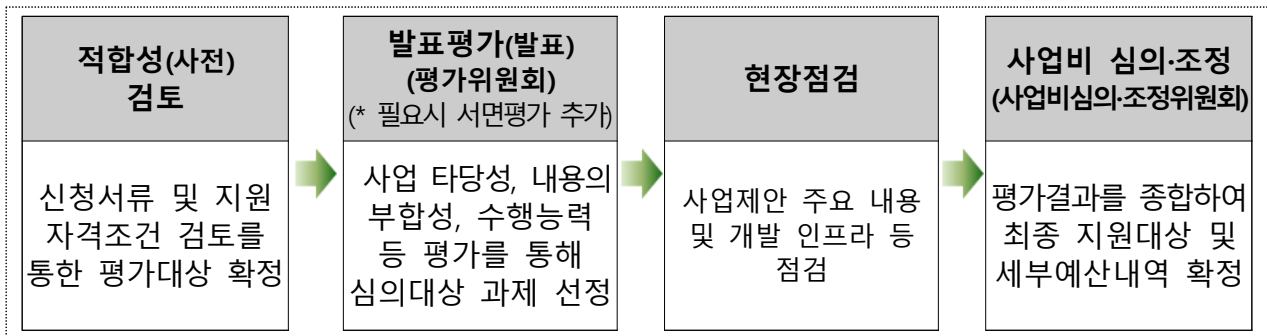 적합성(사전)
검토
신청서류 및 지원
자격조건 검토를
통한 평가대상 확정
발표평가(발표)
(평가위원회)
(* 필요시 서면평가 추가)
사업 타당성, 내용의
부합성, 수행능력
등 평가를 통해
심의대상 과제 선정
현장점검
사업제안 주요 내용
및 개발 인프라 등
점검
사업비 심의·조정
(사업비심의·조정위원회)
평가결과를 종합하여
최종 지원대상 및
세부예산내역 확정